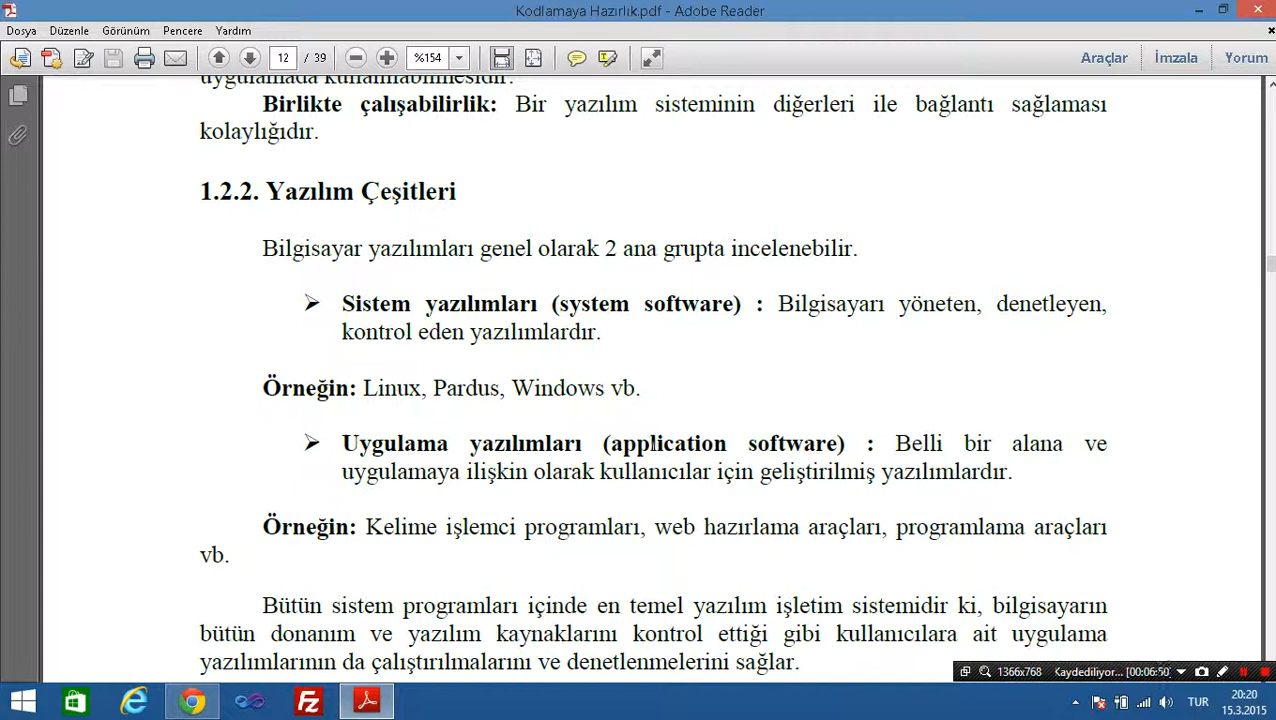 Kodlamaya Hazırlık.pdf - Adobe Reader
Dosya Düzenle Görünüm Pencere Yardım
12 / 39 %154 Araçlar İmzala Yorum
uygulamada kullanılabilmesidir.
Birlikte çalışabilirlik: Bir yazılım sisteminin diğerleri ile bağlantı sağlaması
kolaylığıdır.
1.2.2. Yazılım Çeşitleri
Bilgisayar yazılımları genel olarak 2 ana grupta incelenebilir.
➢ Sistem yazılımları (system software) : Bilgisayarı yöneten, denetleyen,
kontrol eden yazılımlardır.
Örneğin: Linux, Pardus, Windows vb.
➢ Uygulama yazılımları (application software) : Belli bir alana ve
uygulamaya ilişkin olarak kullanıcılar için geliştirilmiş yazılımlardır.
Örneğin: Kelime işlemci programları, web hazırlama araçları, programlama araçları
vb.
Bütün sistem programları içinde en temel yazılım işletim sistemidir ki, bilgisayarın
bütün donanım ve yazılım kaynaklarını kontrol ettiği gibi kullanıcılara ait uygulama
yazılımlarının da çalıştırılmalarını ve denetlenmelerini sağlar.
1366x768 Kaydediliyor... [00:06:50]
TUR 20:20
15.3.2015